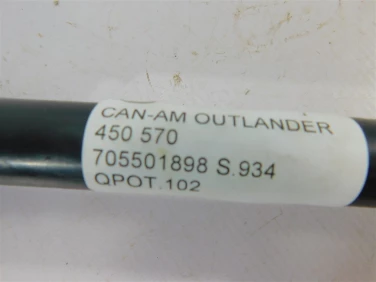 CAN-AM OUTLANDER
450 570
705501898 S.934
QPOT.102